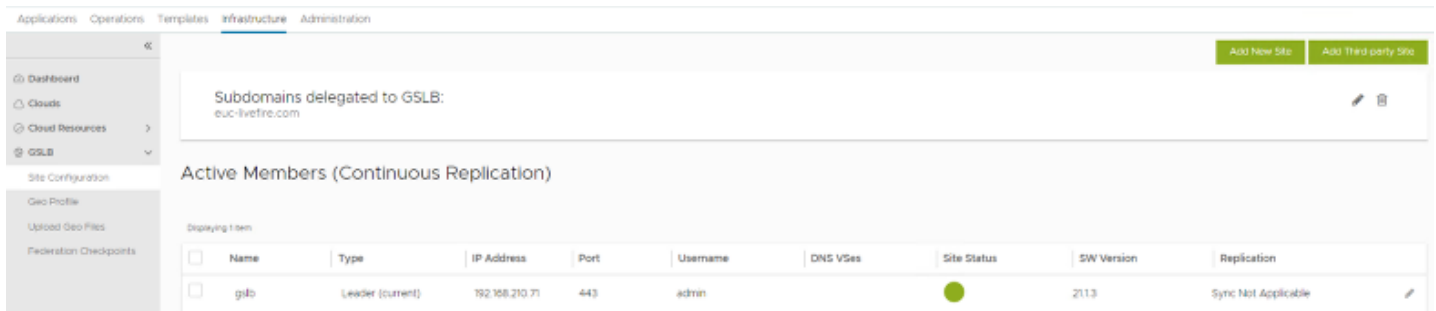 Applications Operations Templates Infrastructure Administration
Add New Site Add Third-party Site
Dashboard
Clouds
Cloud Resources
GSLB
Site Configuration
Geo Profile
Upload Geo Files
Federation Checkpoints
Subdomains delegated to GSLB:
euc-livefire.com
Active Members (Continuous Replication)
Displaying 1 item
Name Type IP Address Port Username DNS VSes Site Status SW Version Replication
gslb Leader (current) 192.168.210.71 443 admin 21.1.3 Sync Not Applicable